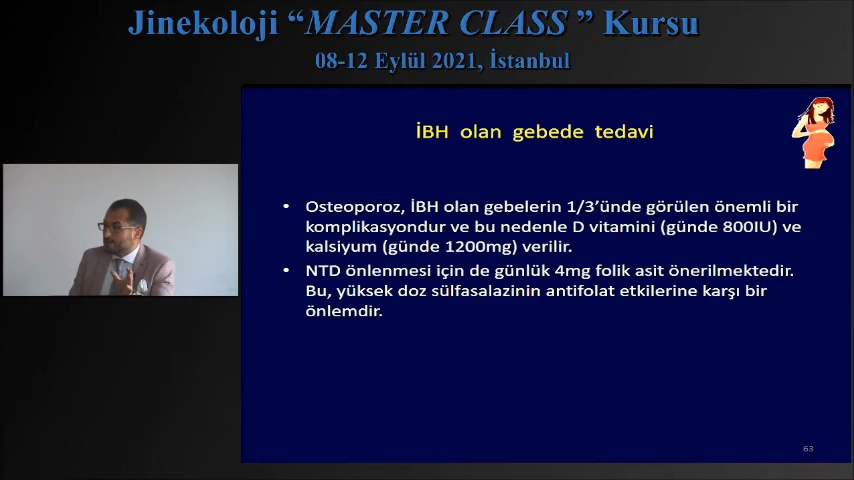 Jinekoloji “MASTER CLASS ” Kursu
08-12 Eylül 2021, İstanbul
İBH olan gebede tedavi
• Osteoporoz, İBH olan gebelerin 1/3’ünde görülen önemli bir
komplikasyondur ve bu nedenle D vitamini (günde 800IU) ve
kalsiyum (günde 1200mg) verilir.
• NTD önlenmesi için de günlük 4mg folik asit önerilmektedir.
Bu, yüksek doz sülfasalazinin antifolat etkilerine karşı bir
önlemdir.
63